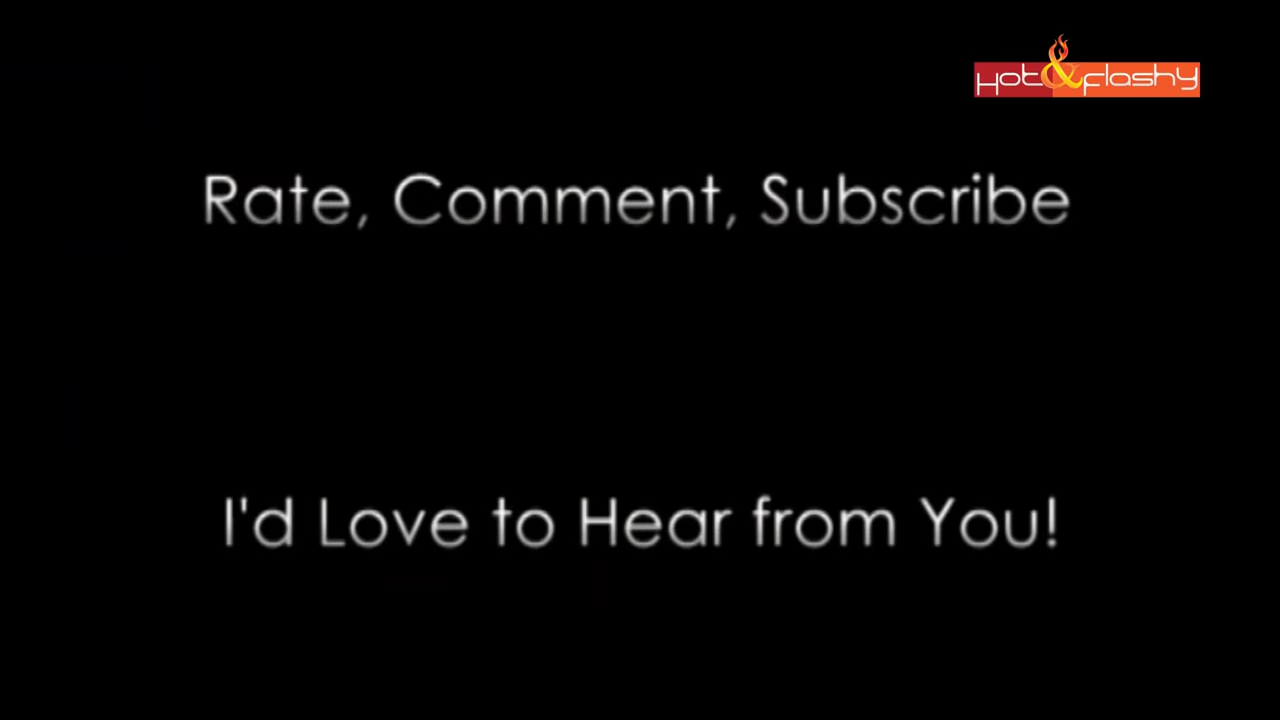 Hot & flashy
Rate, Comment, Subscribe
I'd Love to Hear from You!